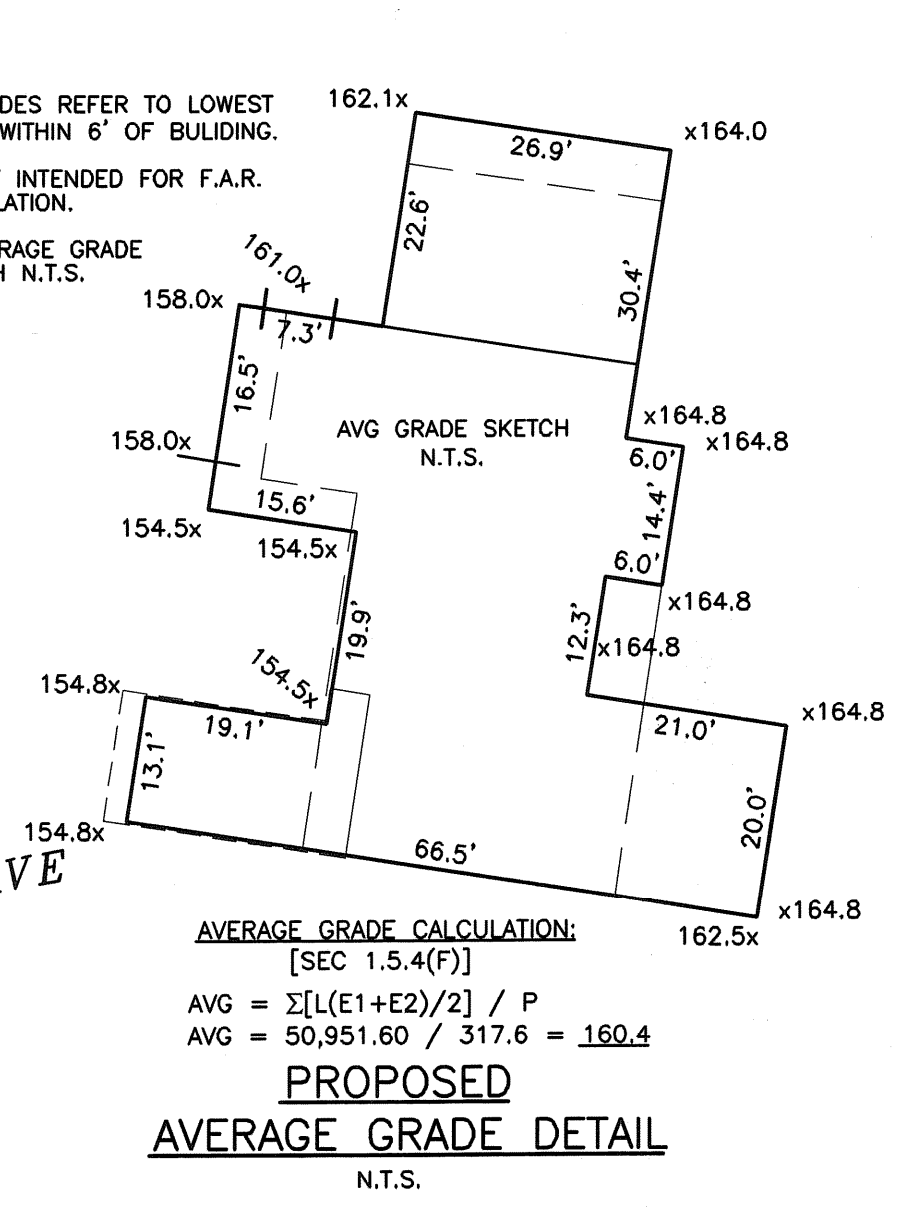 DES REFER TO LOWEST
WITHIN 6' OF BULIDING.
INTENDED FOR F.A.R.
LATION.
RAGE GRADE
H N.T.S.
162.1x
x164.0
26.9'
22.6'
30.4'
161.0x
158.0x
7.3'
16.5'
AVG GRADE SKETCH
N.T.S.
x164.8
x164.8
158.0x
6.0'
14.4'
15.6'
154.5x
154.5x
6.0'
x164.8
12.3'
x164.8
19.9'
154.5x
154.8x
19.1'
13.1'
x164.8
21.0'
20.0'
154.8x
66.5'
x164.8
162.5x
VE
AVERAGE GRADE CALCULATION:
[SEC 1.5.4(F)]
AVG = Σ[L(E1+E2)/2] / P
AVG = 50,951.60 / 317.6 = 160.4
PROPOSED
AVERAGE GRADE DETAIL
N.T.S.